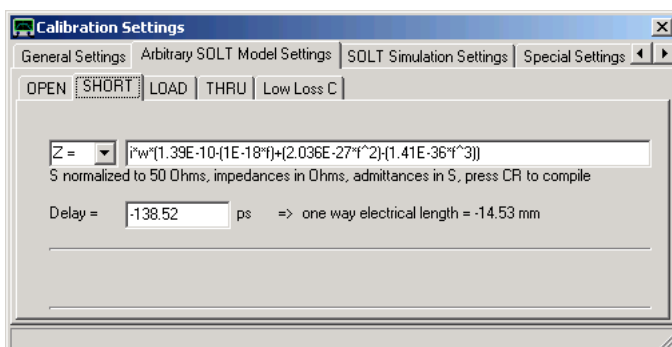 Calibration Settings
General Settings Arbitrary SOLT Model Settings SOLT Simulation Settings Special Settings
OPEN SHORT LOAD THRU Low Loss C
Z = i*w*(1.39E-10-(1E-18*f)+(2.036E-27*f^2)-(1.41E-36*f^3))
S normalized to 50 Ohms, impedances in Ohms, admittances in S, press CR to compile
Delay = -138.52 ps => one way electrical length = -14.53 mm